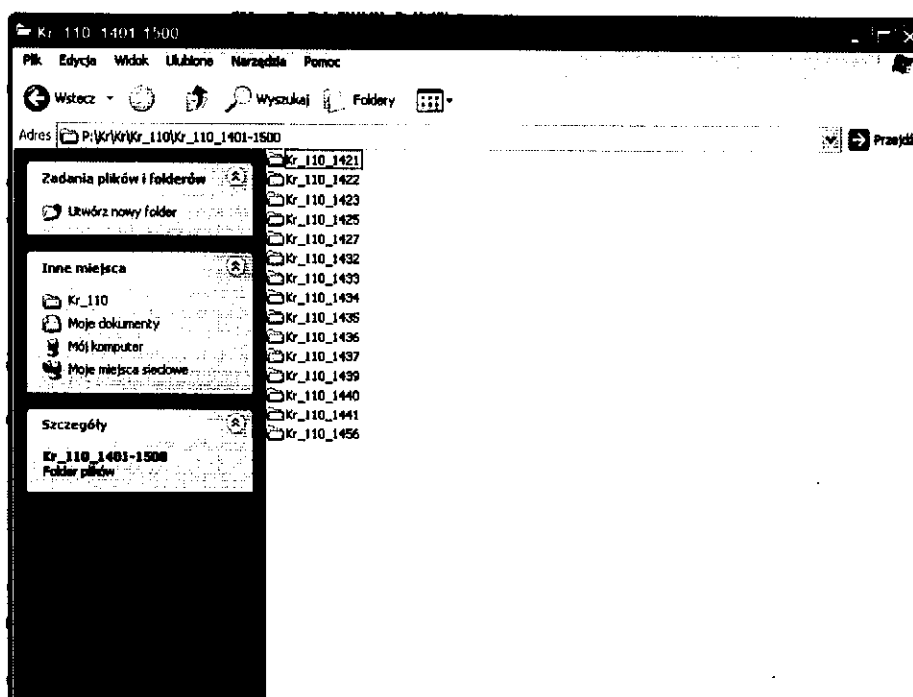 Kr_110_1401-1500
Plik Edycja Widok Ulubione Narzędzia Pomoc
Wstecz Wyszukaj Foldery
Adres P:\Kr\Kr\Kr_110\Kr_110_1401-1500 Przejdź
Zadania plików i folderów
Utwórz nowy folder
Inne miejsca
Kr_110
Moje dokumenty
Mój komputer
Moje miejsca sieciowe
Szczegóły
Kr_110_1401-1500
Folder plików
Kr_110_1421
Kr_110_1422
Kr_110_1423
Kr_110_1425
Kr_110_1427
Kr_110_1432
Kr_110_1433
Kr_110_1434
Kr_110_1435
Kr_110_1436
Kr_110_1437
Kr_110_1439
Kr_110_1440
Kr_110_1441
Kr_110_1456